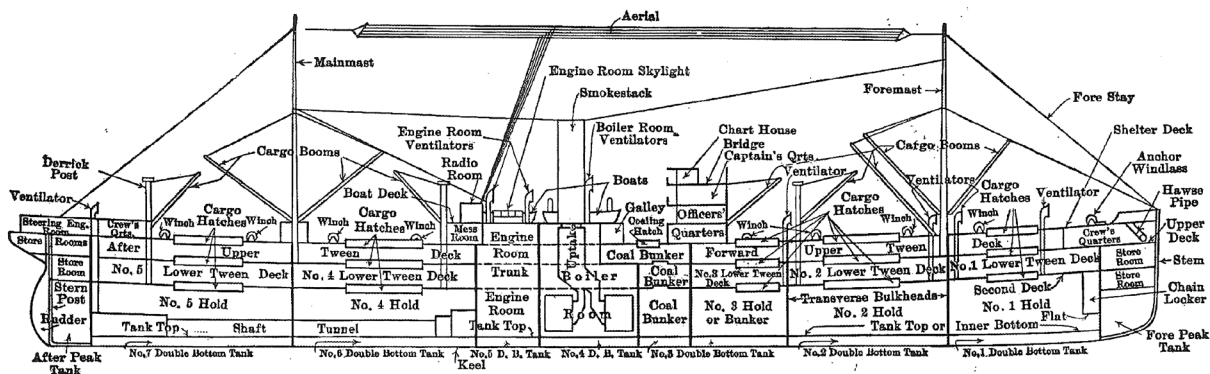 Aerial
Mainmast
Engine Room Skylight
Smokestack
Foremast
Fore Stay
Shelter Deck
Engine Room
Ventilators
Boiler Room
Ventilators
Chart House
Bridge
Captain's Qrts.
Cargo Booms
Cargo Booms
Derrick
Post
Radio
Room
Boat Deck
Boats
Ventilator
Ventilators
Cargo
Hatches
Ventilator
Anchor
Windlass
Hawse
Pipe
Ventilator
Cargo
Hatches
Cargo
Hatches
Galley
Officers'
Quarters
Cargo
Hatches
Winch
Upper
Deck
Steering Eng.
Room
Crew's
Qrts.
Winch
Winch
Winch
Winch
Mess
Room
Engine
Room
Trunk
Uptake
Coaling
Hatch
Winch
Winch
Winch
Deck
Crew's
Quarters
Store
Rooms
After
Upper
Tween
Deck
Coal Bunker
Forward
Upper
Tween
Store
Room
No. 5
Lower Tween Deck
No. 4 Lower Tween Deck
Boiler
Room
Coal
Bunker
No.3 Lower Tween
Deck
No. 2 Lower Tween Deck
No.1 Lower Tween Deck
Store
Room
Stem
Stern
Post
Second Deck
Store
Room
Chain
Locker
No. 5 Hold
No. 4 Hold
Engine
Room
Coal
Bunker
No. 3 Hold
or Bunker
Transverse Bulkheads
No. 2 Hold
No. 1 Hold
Flat
Rudder
Tank Top
Shaft
Tunnel
Tank Top
Tank Top or
Inner Bottom
Fore Peak
Tank
After Peak
Tank
No.7 Double Bottom Tank
No.6 Double Bottom Tank
Keel
No.5 D. B. Tank
No.4 D. B. Tank
No.3 Double Bottom Tank
No.2 Double Bottom Tank
No.1 Double Bottom Tank